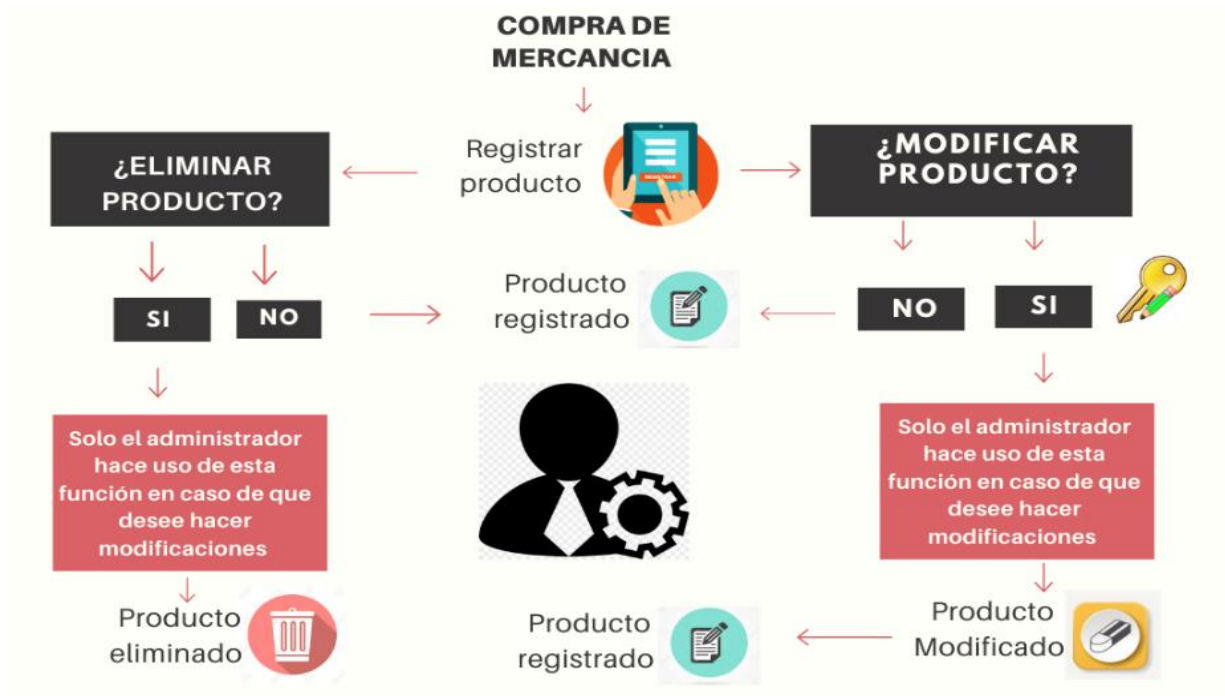 COMPRA DE
MERCANCIA
¿ELIMINAR
PRODUCTO?
Registrar
producto
¿MODIFICAR
PRODUCTO?
SI
NO
Producto
registrado
NO
SI
Solo el administrador
hace uso de esta
función en caso de que
desee hacer
modificaciones
Solo el administrador
hace uso de esta
función en caso de que
desee hacer
modificaciones
Producto
eliminado
Producto
registrado
Producto
Modificado